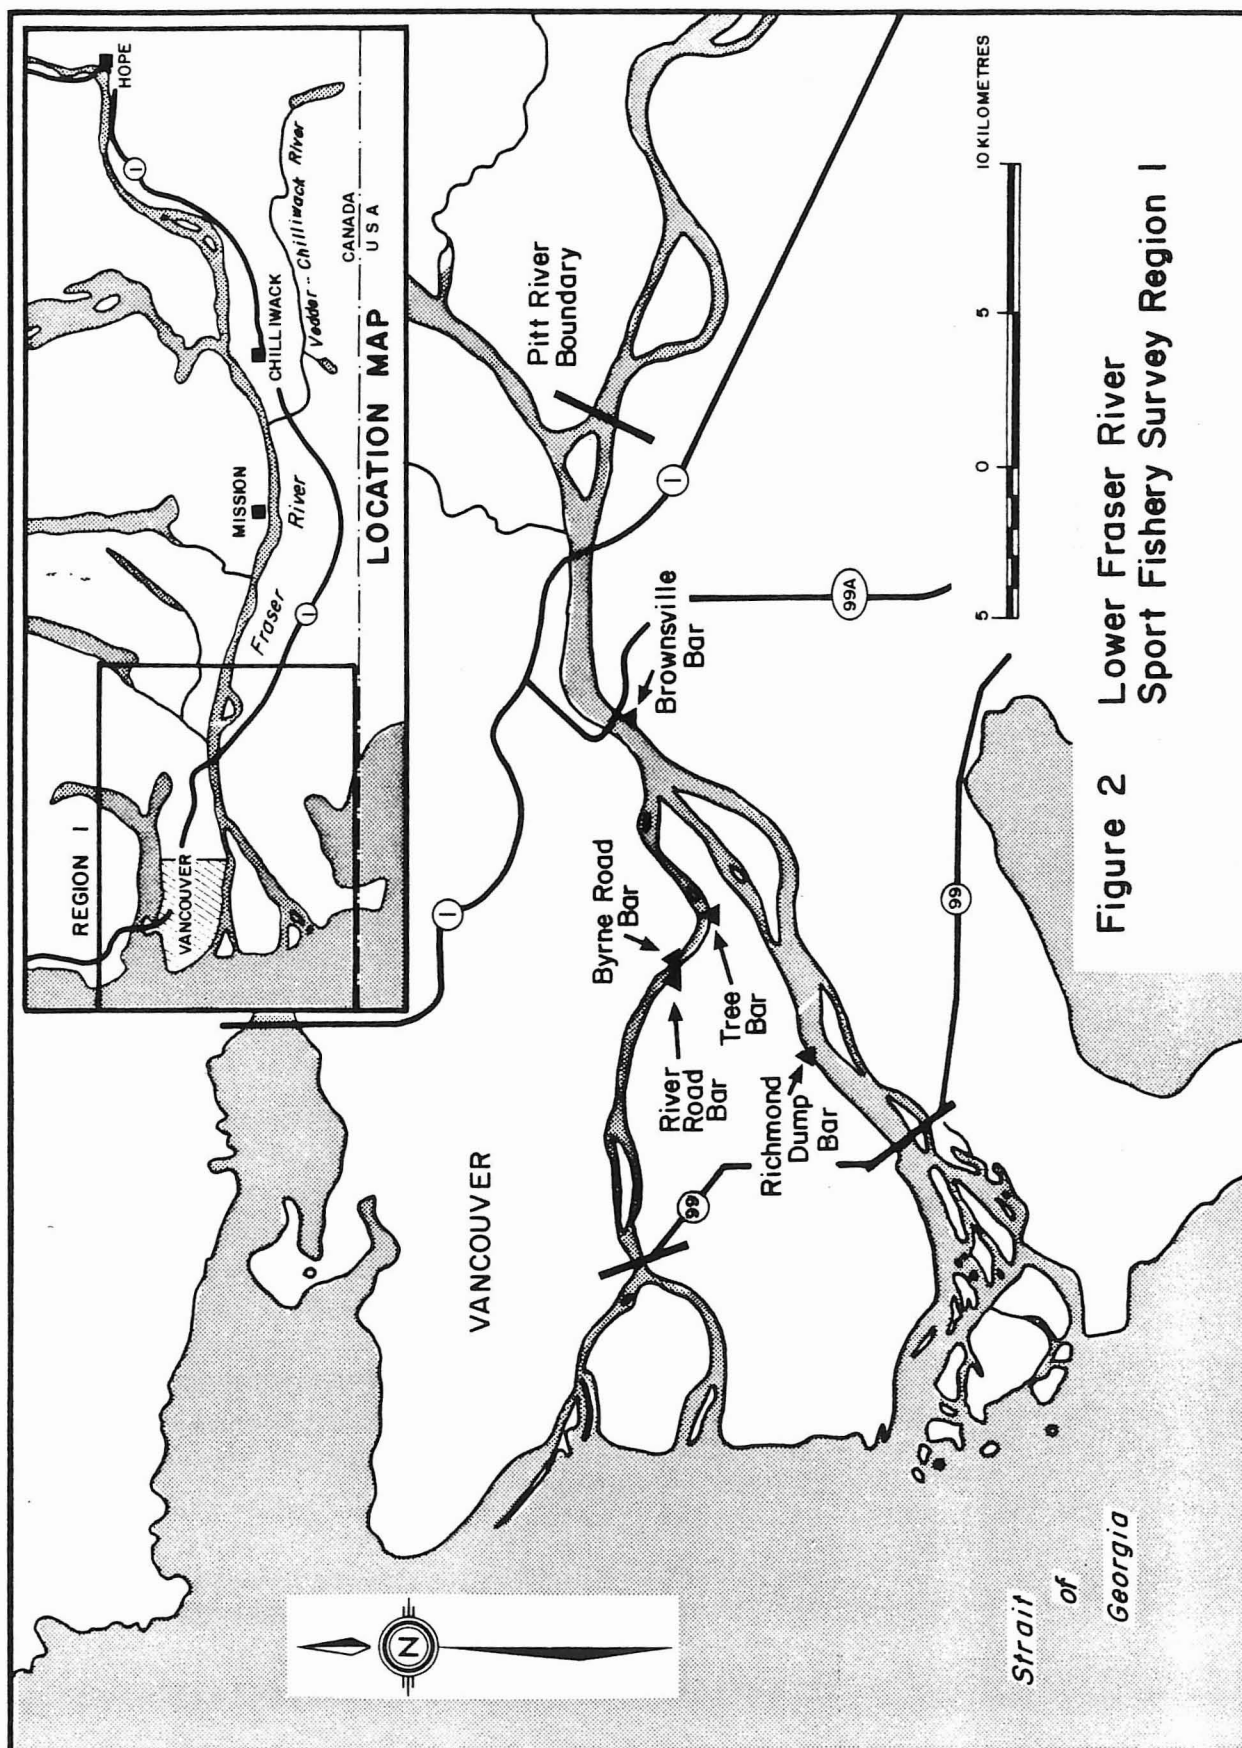 REGION 1
VANCOUVER
MISSION
Fraser
River
CHILLIWACK
HOPE
1
1
Vedder-Chilliwack River
CANADA
USA
LOCATION MAP
Pitt River
Boundary
1
1
VANCOUVER
Byrne Road
Bar
Brownsville
Bar
River
Road
Bar
Tree
Bar
99
Richmond
Dump
Bar
99A
99
N
Strait
of
Georgia
5
0
5
10 KILOMETRES
Figure 2
Lower Fraser River
Sport Fishery Survey Region 1